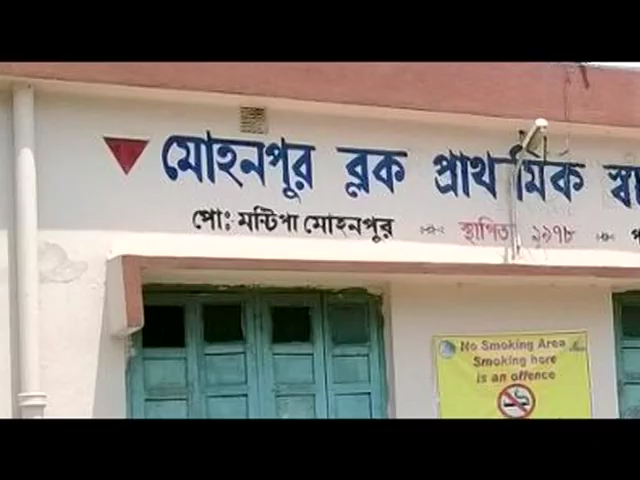 মোহনপুর ব্লক প্রাথমিক
পো: মন্টিপা মোহনপুর স্থাপিত ১৯৭৮
No Smoking Area
Smoking here
is an offence